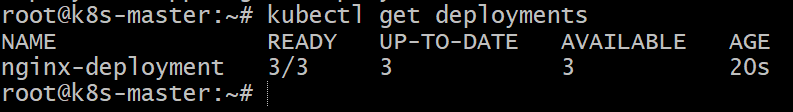 root@k8s-master:~# kubectl get deployments
NAME READY UP-TO-DATE AVAILABLE AGE
nginx-deployment 3/3 3 3 20s
root@k8s-master:~#